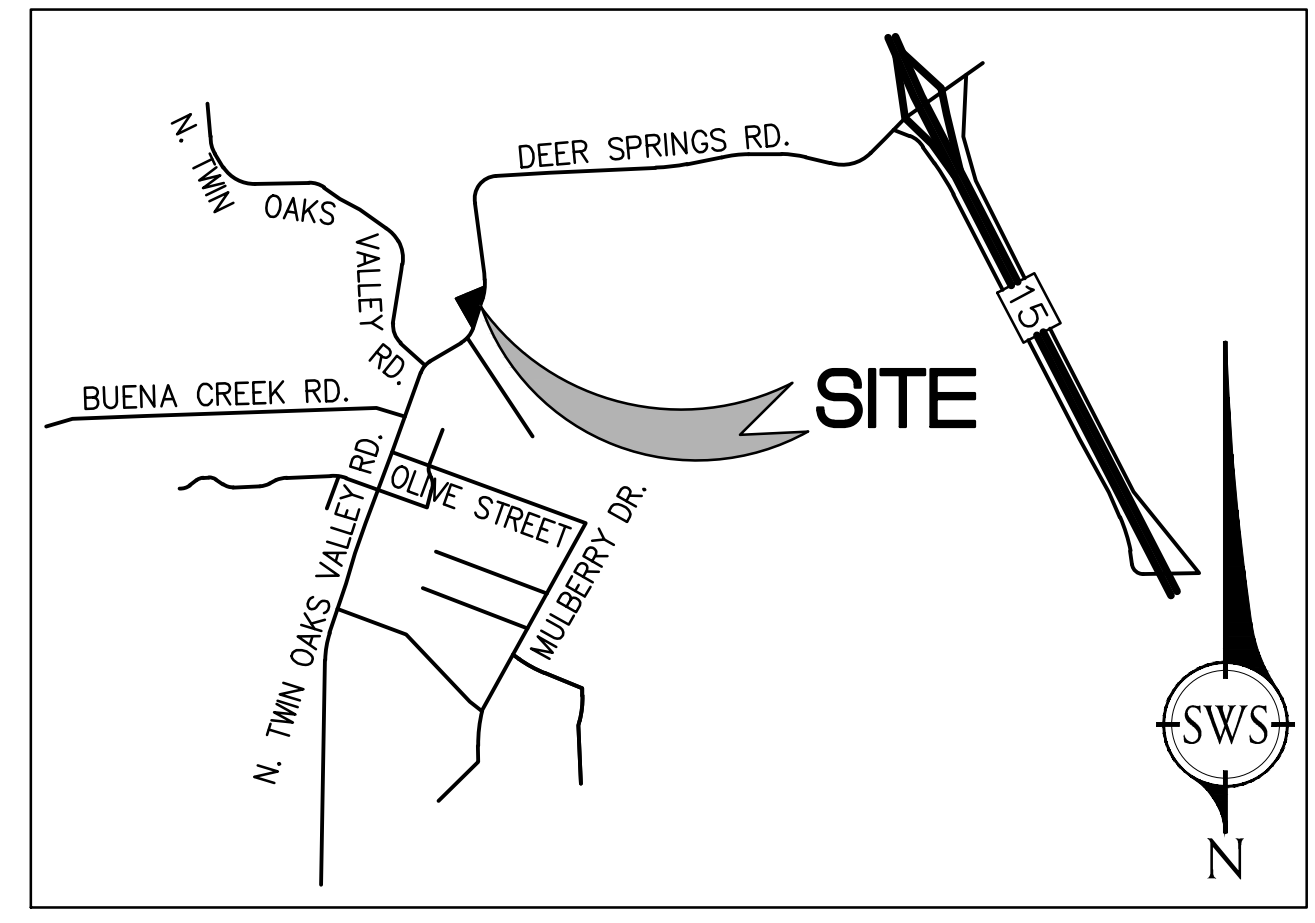 N. TWIN OAKS VALLEY RD.
DEER SPRINGS RD.
15
SITE
BUENA CREEK RD.
OLIVE STREET
MULBERRY DR.
N. TWIN OAKS VALLEY RD.
SWS
N